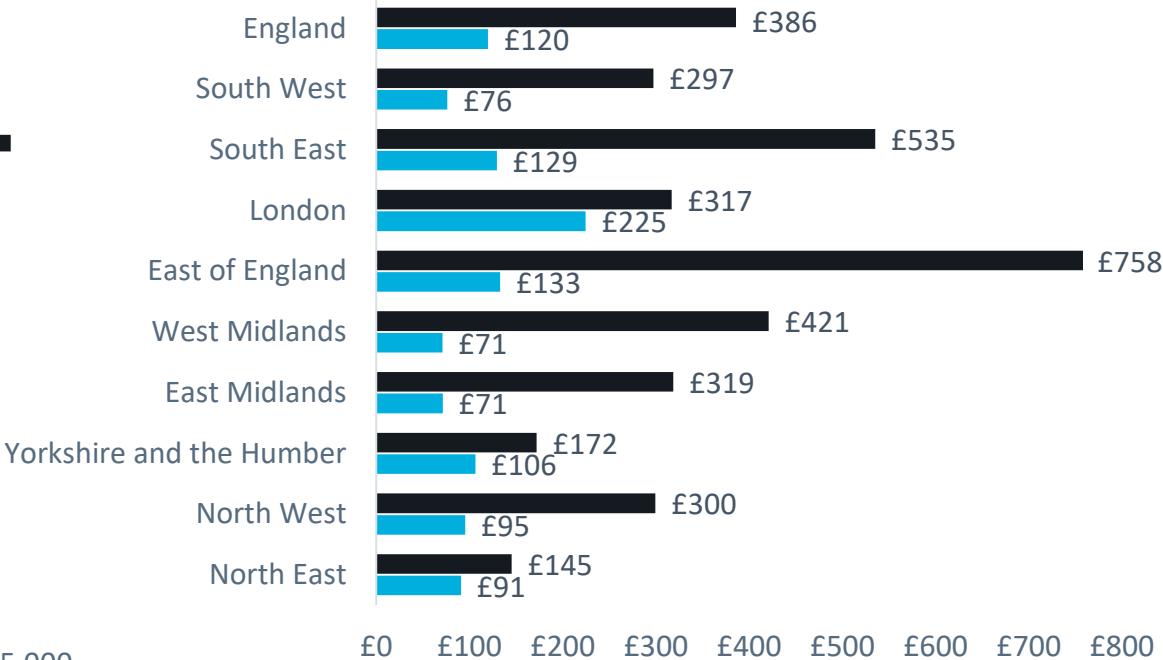 England
£386
£120
South West
£297
£76
South East
£535
£129
London
£317
£225
East of England
£758
£133
West Midlands
£421
£71
East Midlands
£319
£71
Yorkshire and the Humber
£172
£106
North West
£300
£95
North East
£145
£91
£0 £100 £200 £300 £400 £500 £600 £700 £800